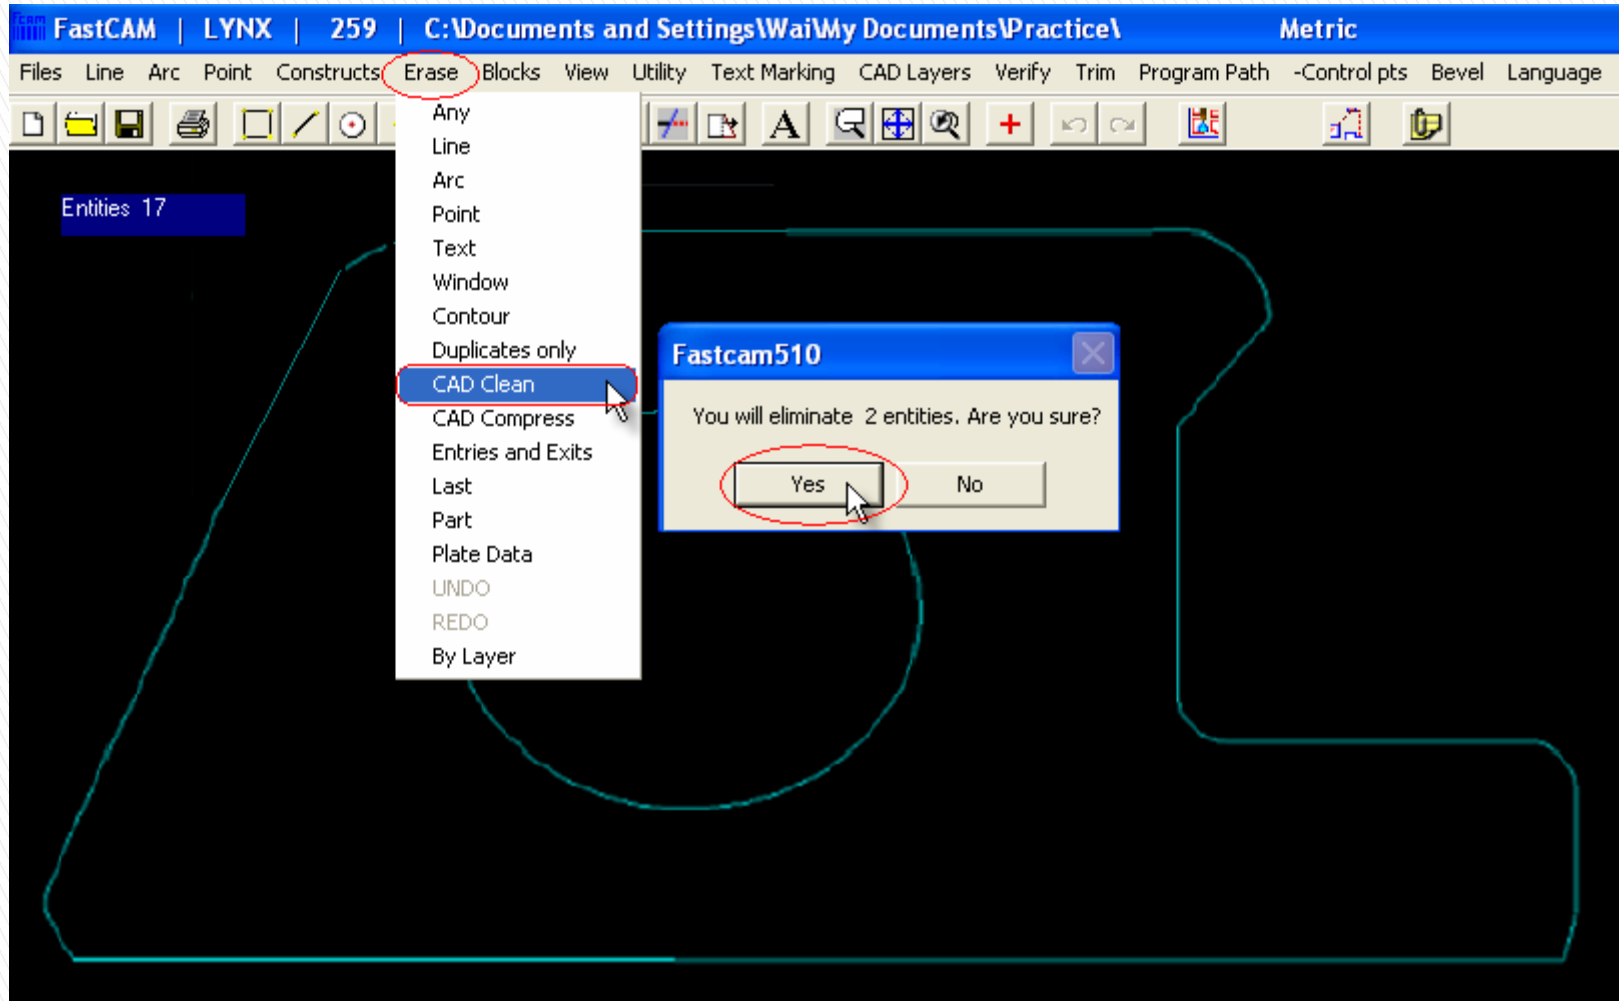 FastCAM | LYNX | 259 | C:\Documents and Settings\Wai\My Documents\Practice\ Metric
Files Line Arc Point Constructs Erase Blocks View Utility Text Marking CAD Layers Verify Trim Program Path -Control pts Bevel Language
A
Entities 17
Any
Line
Arc
Point
Text
Window
Contour
Duplicates only
CAD Clean
CAD Compress
Entries and Exits
Last
Part
Plate Data
UNDO
REDO
By Layer
Fastcam510
You will eliminate 2 entities. Are you sure?
Yes No